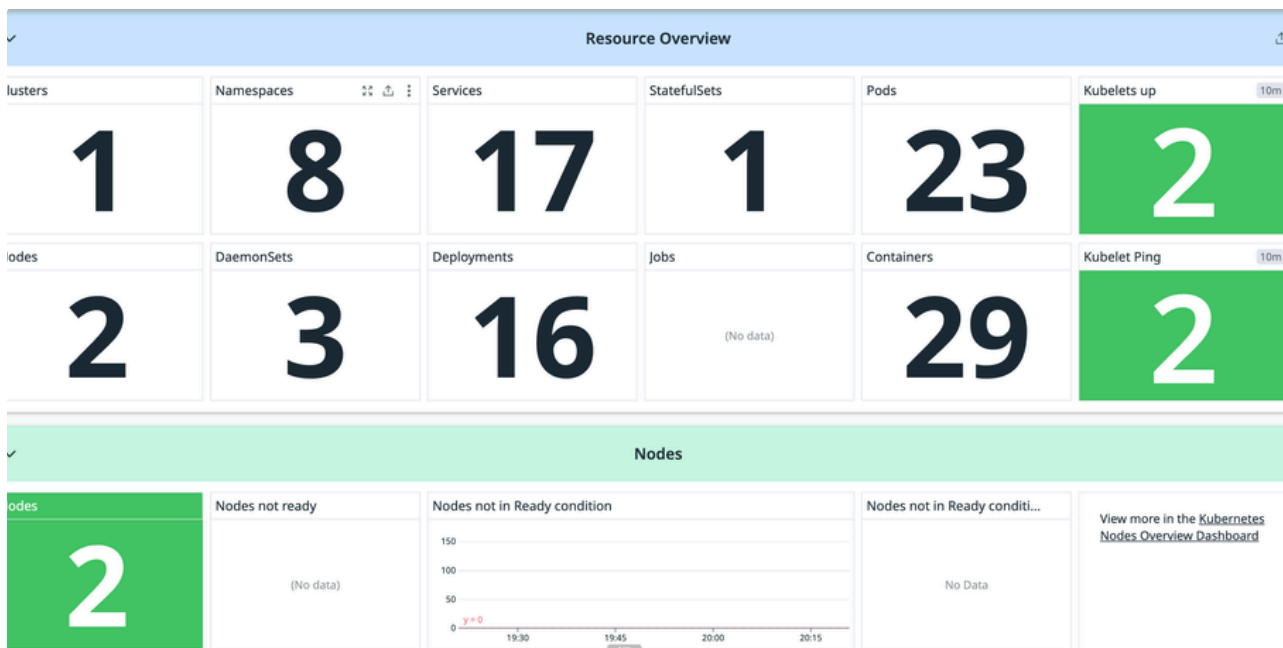 Resource Overview
lusters
Namespaces
Services
StatefulSets
Pods
Kubelets up
10m
1
8
17
1
23
2
odes
DaemonSets
Deployments
Jobs
Containers
Kubelet Ping
10m
2
3
16
(No data)
29
2
Nodes
odes
Nodes not ready
Nodes not in Ready condition
Nodes not in Ready conditi...
2
(No data)
150
100
50
0
y = 0
19:30
19:45
20:00
20:15
No Data
View more in the Kubernetes
Nodes Overview Dashboard